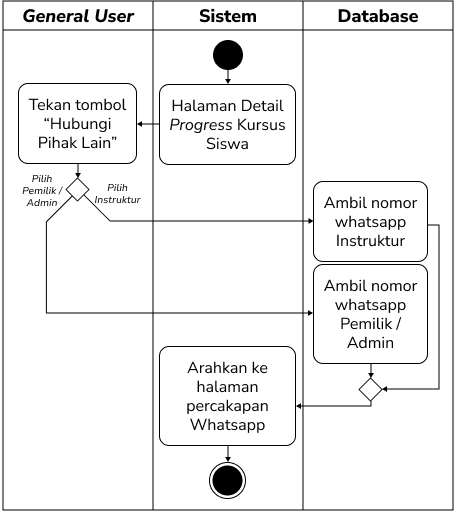 General User
Sistem
Database
Halaman Detail
Progress Kursus
Siswa
Tekan tombol
“Hubungi
Pihak Lain”
Pilih
Pemilik /
Admin
Pilih
Instruktur
Ambil nomor
whatsapp
Instruktur
Ambil nomor
whatsapp
Pemilik /
Admin
Arahkan ke
halaman
percakapan
Whatsapp